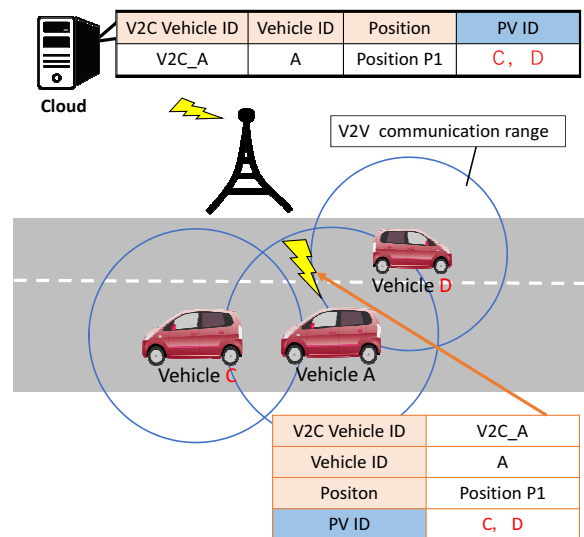 V2C Vehicle ID Vehicle ID Position PV ID
V2C_A A Position P1 C, D
Cloud
V2V communication range
Vehicle D
Vehicle C Vehicle A
V2C Vehicle ID V2C_A
Vehicle ID A
Positon Position P1
PV ID C, D